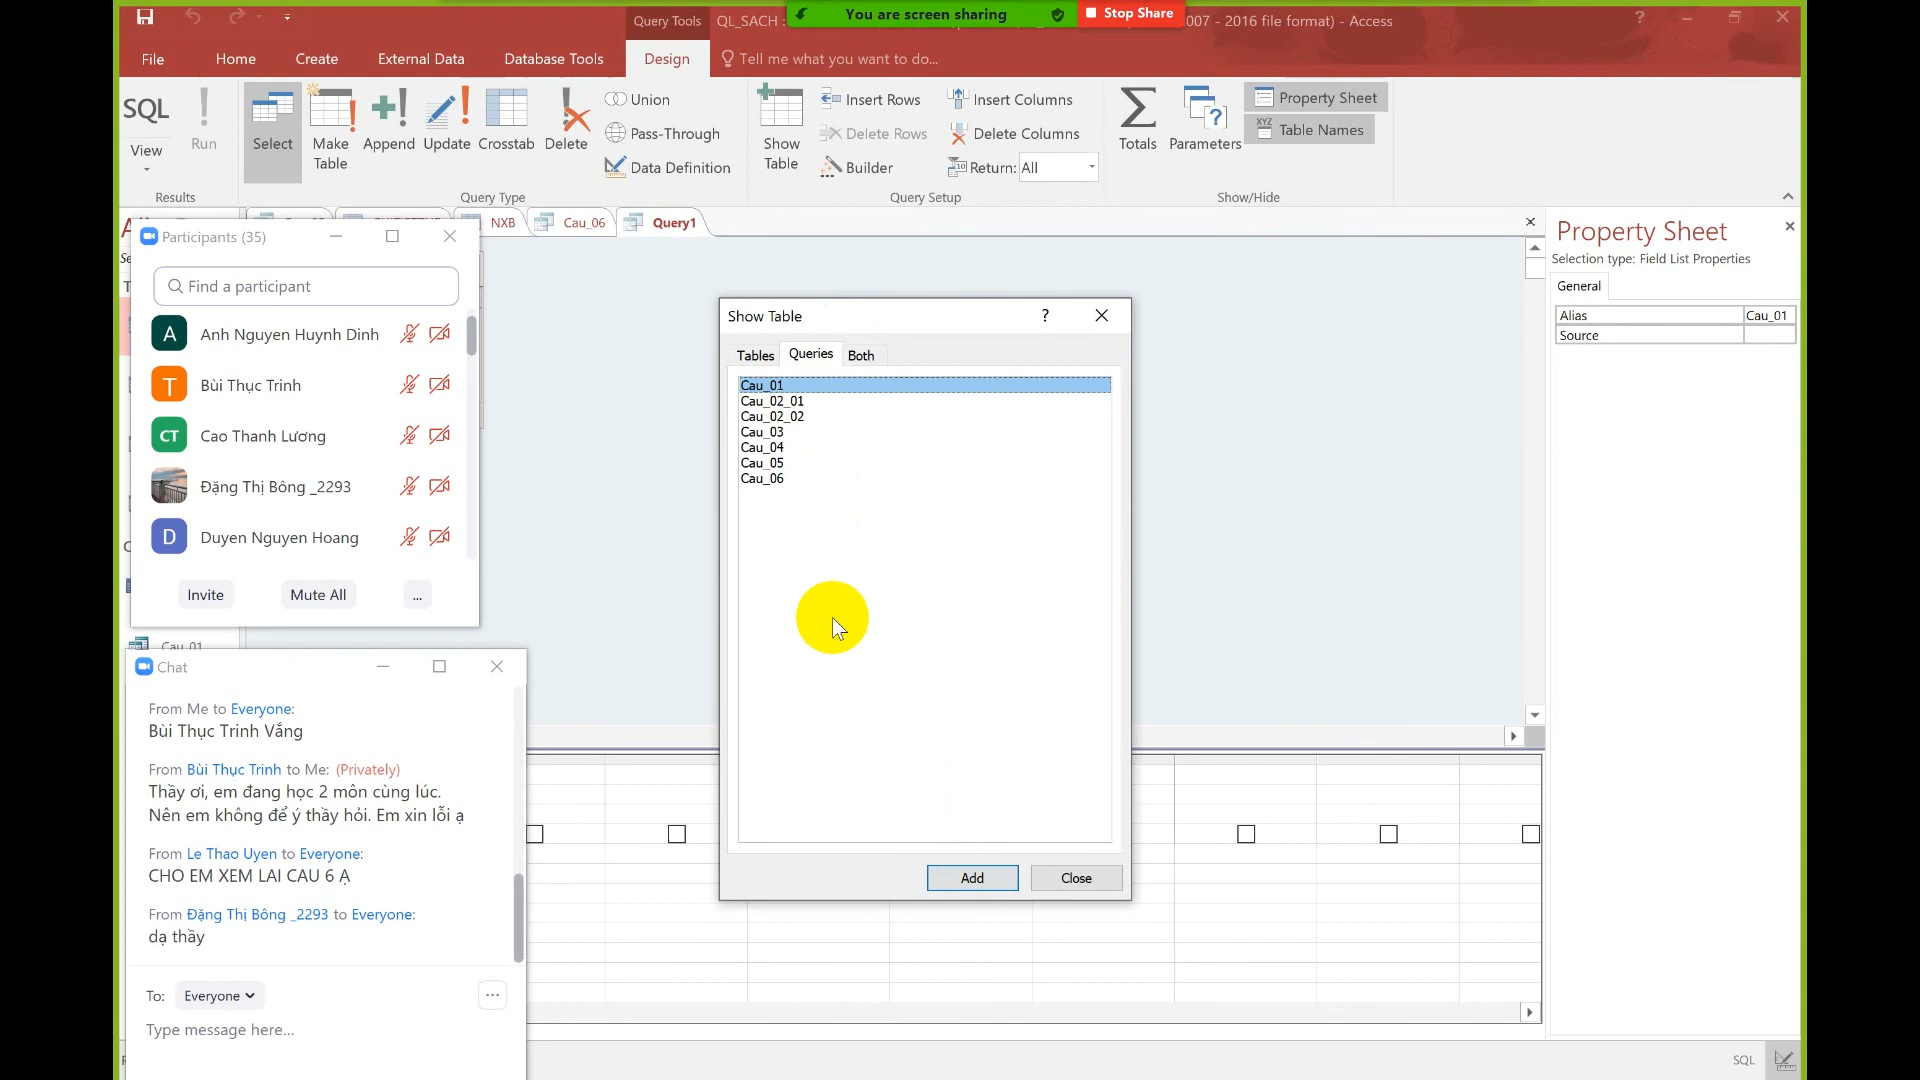 Query Tools
QL_SACH :
You are screen sharing
Stop Share
007 - 2016 file format) - Access
?
File
Home
Create
External Data
Database Tools
Design
Tell me what you want to do...
SQL
View
Run
Results
Select
Make Table
Append
Update
Crosstab
Delete
Union
Pass-Through
Data Definition
Query Type
Show Table
Insert Rows
Delete Rows
Builder
Insert Columns
Delete Columns
Return: All
Query Setup
Totals
Parameters
Property Sheet
XYZ Table Names
Show/Hide
NXB
Cau_06
Query1
Participants (35)
Find a participant
A
Anh Nguyen Huynh Dinh
T
Bùi Thục Trinh
CT
Cao Thanh Lương
Đặng Thị Bông _2293
D
Duyen Nguyen Hoang
Invite
Mute All
...
Cau_01
Chat
From Me to Everyone:
Bùi Thục Trinh Vắng
From Bùi Thục Trinh to Me: (Privately)
Thầy ơi, em đang học 2 môn cùng lúc.
Nên em không để ý thầy hỏi. Em xin lỗi ạ
From Le Thao Uyen to Everyone:
CHO EM XEM LAI CAU 6 Ạ
From Đặng Thị Bông _2293 to Everyone:
dạ thầy
To: Everyone
...
Type message here...
Show Table
?
Tables
Queries
Both
Cau_01
Cau_02_01
Cau_02_02
Cau_03
Cau_04
Cau_05
Cau_06
Add
Close
Property Sheet
Selection type: Field List Properties
General
Alias
Cau_01
Source
SQL